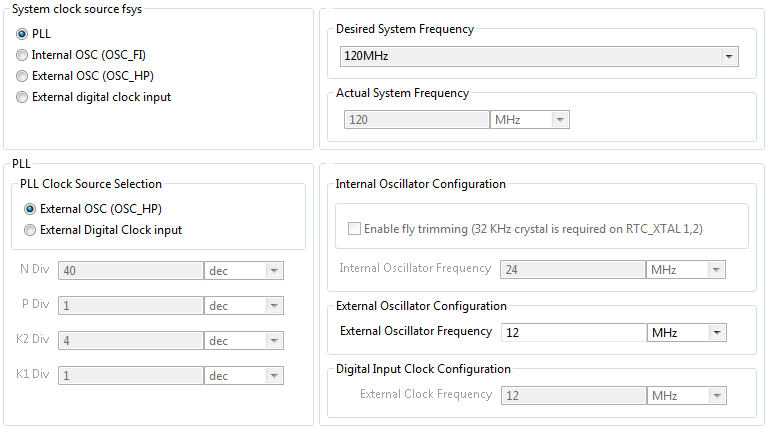 System clock source fsys
PLL
Internal OSC (OSC_FI)
External OSC (OSC_HP)
External digital clock input
Desired System Frequency
120MHz
Actual System Frequency
120 MHz
PLL
PLL Clock Source Selection
External OSC (OSC_HP)
External Digital Clock input
N Div 40 dec
P Div 1 dec
K2 Div 4 dec
K1 Div 1 dec
Internal Oscillator Configuration
Enable fly trimming (32 KHz crystal is required on RTC_XTAL 1,2)
Internal Oscillator Frequency 24 MHz
External Oscillator Configuration
External Oscillator Frequency 12 MHz
Digital Input Clock Configuration
External Clock Frequency 12 MHz